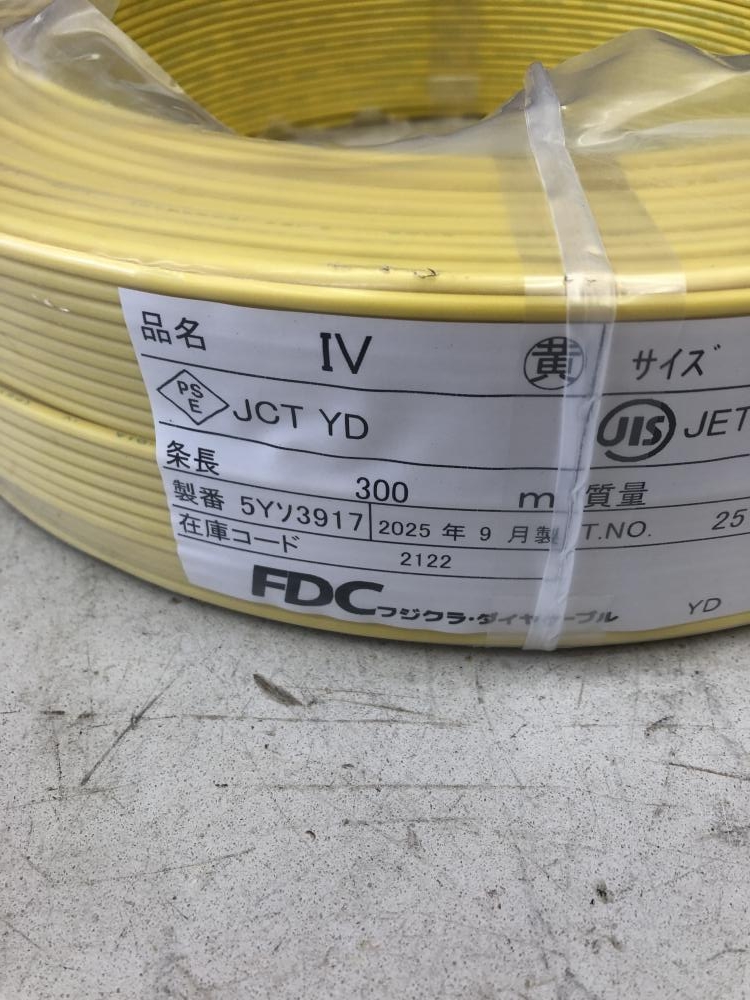 品名 IV 黄 サイズ
PSE JCT YD JIS JET
条長 300 m 質量
製番 5Yソ3917 2025 年 9 月製 T.NO. 25
在庫コード 2122
FDC フジクラ・ダイヤケーブル YD